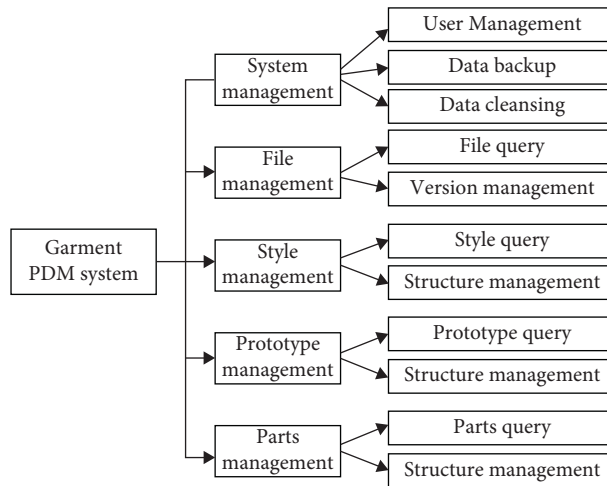 Garment
PDM system
System
management
User Management
Data backup
Data cleansing
File
management
File query
Version management
Style
management
Style query
Structure management
Prototype
management
Prototype query
Structure management
Parts
management
Parts query
Structure management